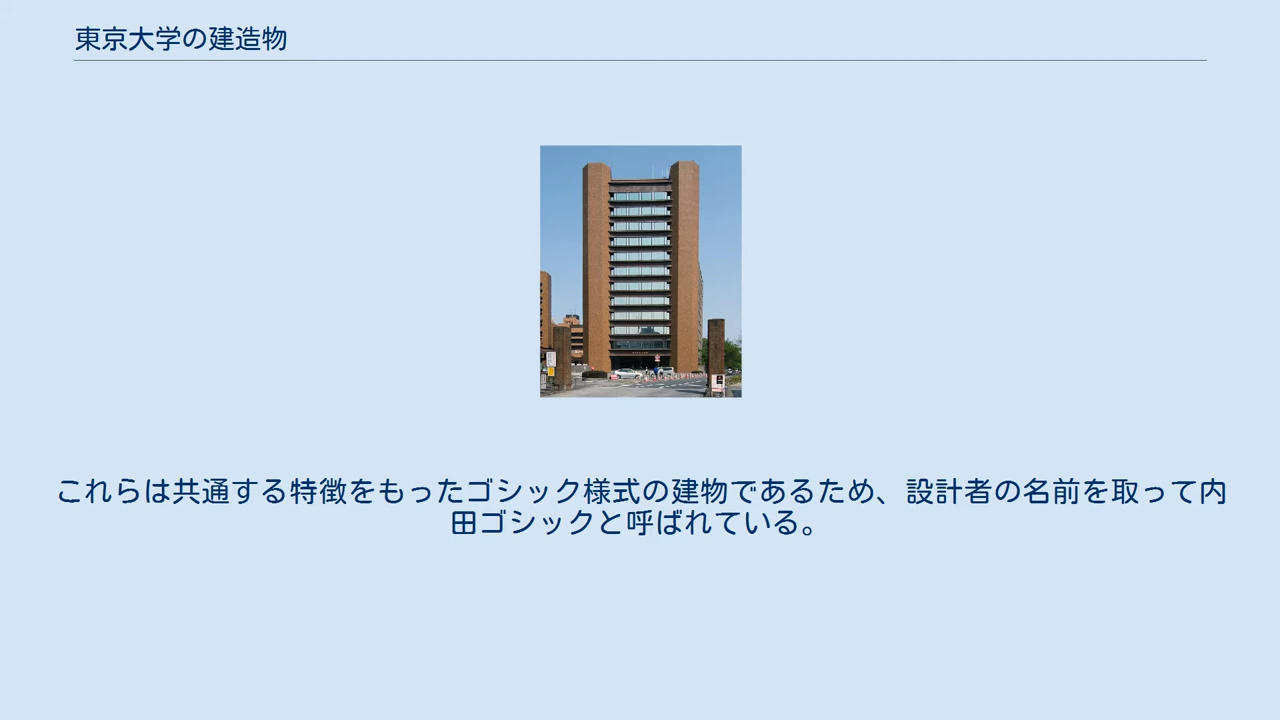 東京大学の建造物
これらは共通する特徴をもったゴシック様式の建物であるため、設計者の名前を取って内
田ゴシックと呼ばれている。